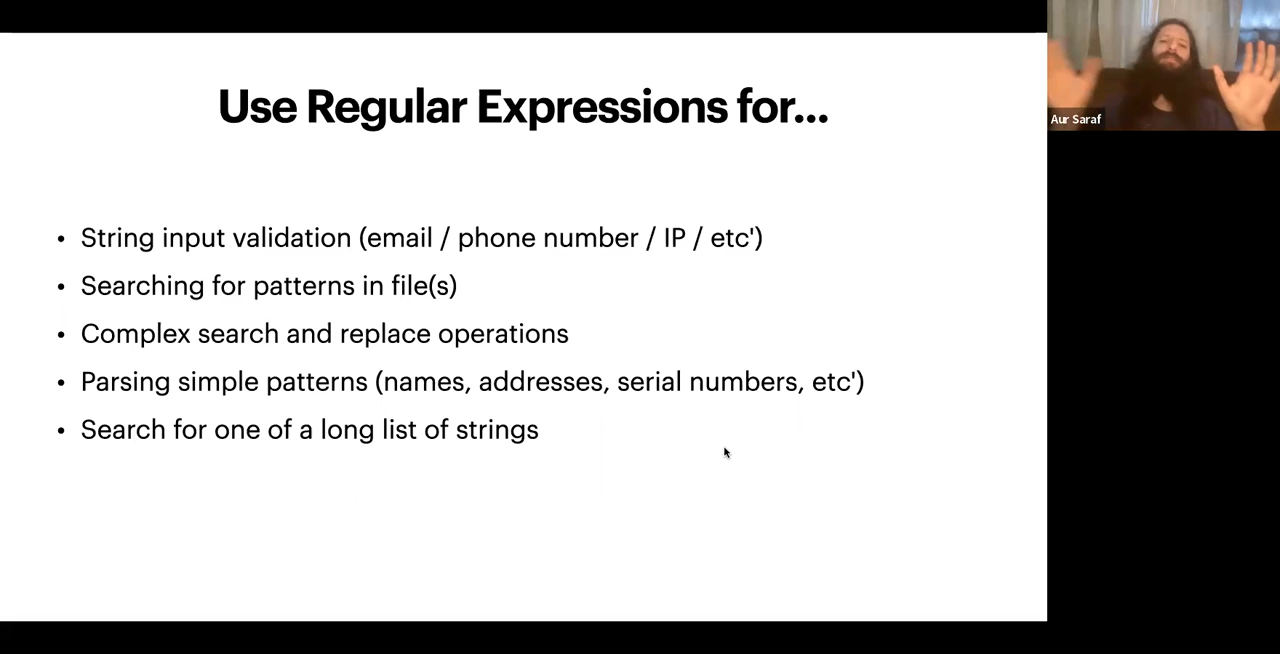 Use Regular Expressions for...
• String input validation (email / phone number / IP / etc')
• Searching for patterns in file(s)
• Complex search and replace operations
• Parsing simple patterns (names, addresses, serial numbers, etc')
• Search for one of a long list of strings
Aur Saraf